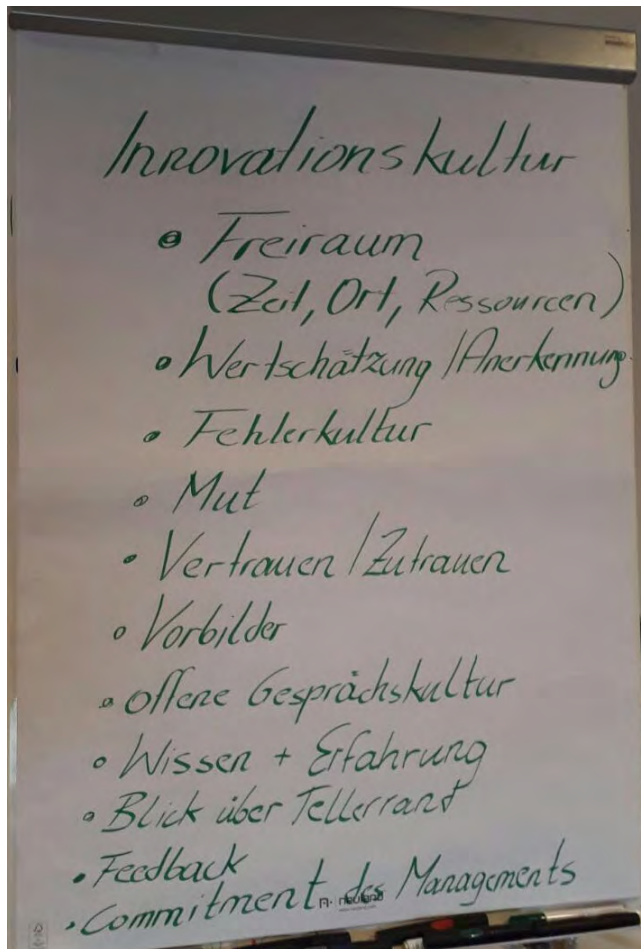 Innovationskultur
• Freiraum
(Zeit, Ort, Ressourcen)
• Wertschätzung / Anerkennung
• Fehlerkultur
• Mut
• Vertrauen / Zutrauen
• Vorbilder
• offene Gesprächskultur
• Wissen + Erfahrung
• Blick über Tellerrand
• Feedback
• Commitment des Managements
neuland